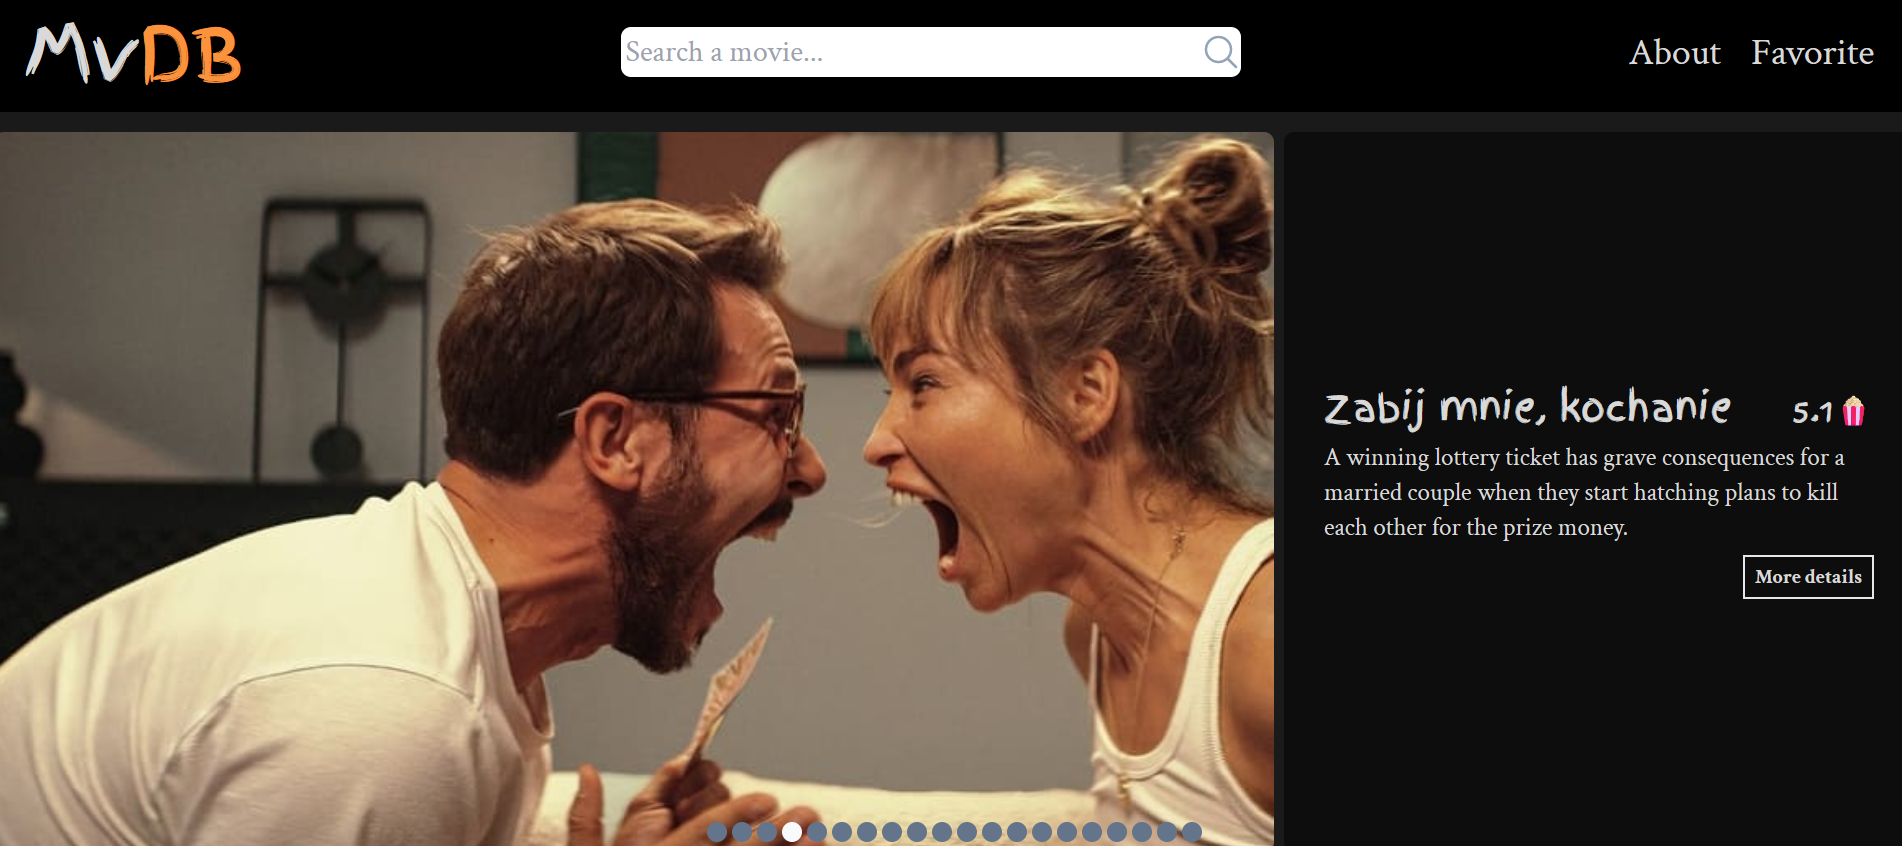 MvDB
Search a movie...
About Favorite
Zabij mnie, kochanie 5.1
A winning lottery ticket has grave consequences for a
married couple when they start hatching plans to kill
each other for the prize money.
More details